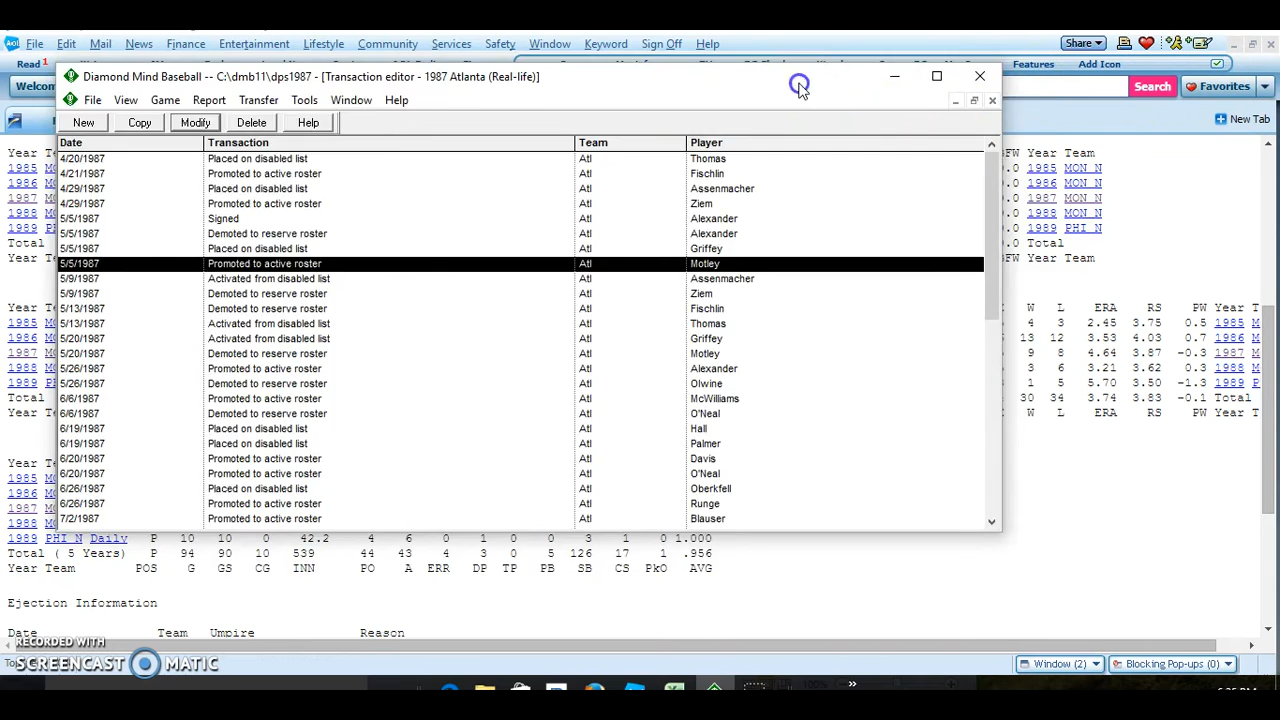 File Edit Mail News Finance Entertainment Lifestyle Community Services Safety Window Keyword Sign Off Help Share
Read 1 Features Todo Add Icon
Diamond Mind Baseball -- C:\dmb11\dps1987 - [Transaction editor - 1987 Atlanta (Real-life)]
Search Favorites
File View Game Report Transfer Tools Window Help
New Copy Modify Delete Help
New Tab
Date Transaction Team Player
4/20/1987 Placed on disabled list Atl Thomas
4/21/1987 Promoted to active roster Atl Fischlin
4/29/1987 Placed on disabled list Atl Assenmacher
4/29/1987 Promoted to active roster Atl Ziem
5/5/1987 Signed Atl Alexander
5/5/1987 Demoted to reserve roster Atl Alexander
5/5/1987 Placed on disabled list Atl Griffey
5/5/1987 Promoted to active roster Atl Motley
5/9/1987 Activated from disabled list Atl Assenmacher
5/9/1987 Demoted to reserve roster Atl Ziem
5/13/1987 Demoted to reserve roster Atl Fischlin
5/13/1987 Activated from disabled list Atl Thomas
5/20/1987 Activated from disabled list Atl Griffey
5/20/1987 Demoted to reserve roster Atl Motley
5/26/1987 Promoted to active roster Atl Alexander
5/26/1987 Demoted to reserve roster Atl Olwine
6/6/1987 Promoted to active roster Atl McWilliams
6/6/1987 Demoted to reserve roster Atl O'Neal
6/19/1987 Placed on disabled list Atl Hall
6/19/1987 Placed on disabled list Atl Palmer
6/20/1987 Promoted to active roster Atl Davis
6/20/1987 Promoted to active roster Atl O'Neal
6/26/1987 Placed on disabled list Atl Oberkfell
6/26/1987 Promoted to active roster Atl Runge
7/2/1987 Promoted to active roster Atl Blauser
Year Team
1985 MON N
1986 MON N
1987 MON N
1988 MON N
1989 PHI N
Total
Year Team
W L ERA RS PW Year T
4 3 2.45 3.75 0.5 1985 M
13 12 3.53 4.03 0.7 1986 M
9 8 4.64 3.87 -0.3 1987 M
3 6 3.21 3.62 0.3 1988 M
1 5 5.70 3.50 -1.3 1989 P
30 34 3.74 3.83 -0.1 Total
W L ERA RS PW Year T
1989 PHI N Daily P 10 10 0 42.2 4 6 0 1 0 0 3 1 0 1.000
Total ( 5 Years) P 94 90 10 539 44 43 4 3 0 5 126 17 1 .956
Year Team POS G GS CG INN PO A ERR DP TP PB SB CS PkO AVG
Ejection Information
Date Team Umpire Reason
RECORDED WITH
SCREENCAST MATIC
Window (2) Blocking Pop-ups (0)